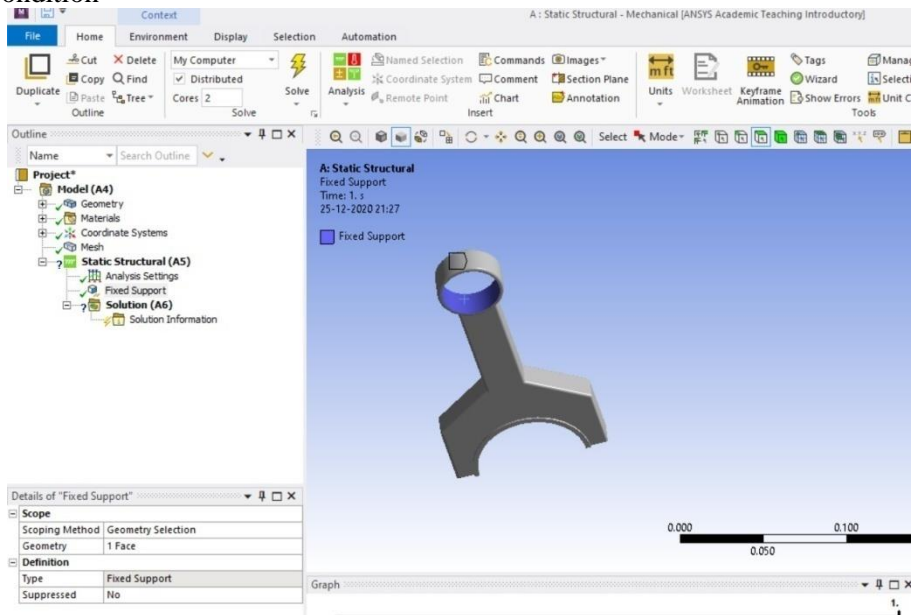 condition
Context
A : Static Structural - Mechanical [ANSYS Academic Teaching Introductory]
File Home Environment Display Selection Automation
Duplicate
Cut
Copy
Paste
Delete
Find
Tree
Outline
My Computer
Distributed
Cores 2
Solve
Solve
Analysis
Named Selection
Coordinate System
Remote Point
Commands
Comment
Chart
Images
Section Plane
Annotation
Insert
Units
Worksheet
Keyframe Animation
Tags
Wizard
Show Errors
Manag
Selecti
Unit C
Tools
Outline
Name Search Outline
Select Mode
Project*
Model (A4)
Geometry
Materials
Coordinate Systems
Mesh
Static Structural (A5)
Analysis Settings
Fixed Support
Solution (A6)
Solution Information
A: Static Structural
Fixed Support
Time: 1. s
25-12-2020 21:27
Fixed Support
0.000 0.100
0.050
Details of "Fixed Support"
Scope
Scoping Method Geometry Selection
Geometry 1 Face
Definition
Type Fixed Support
Suppressed No
Graph
1.